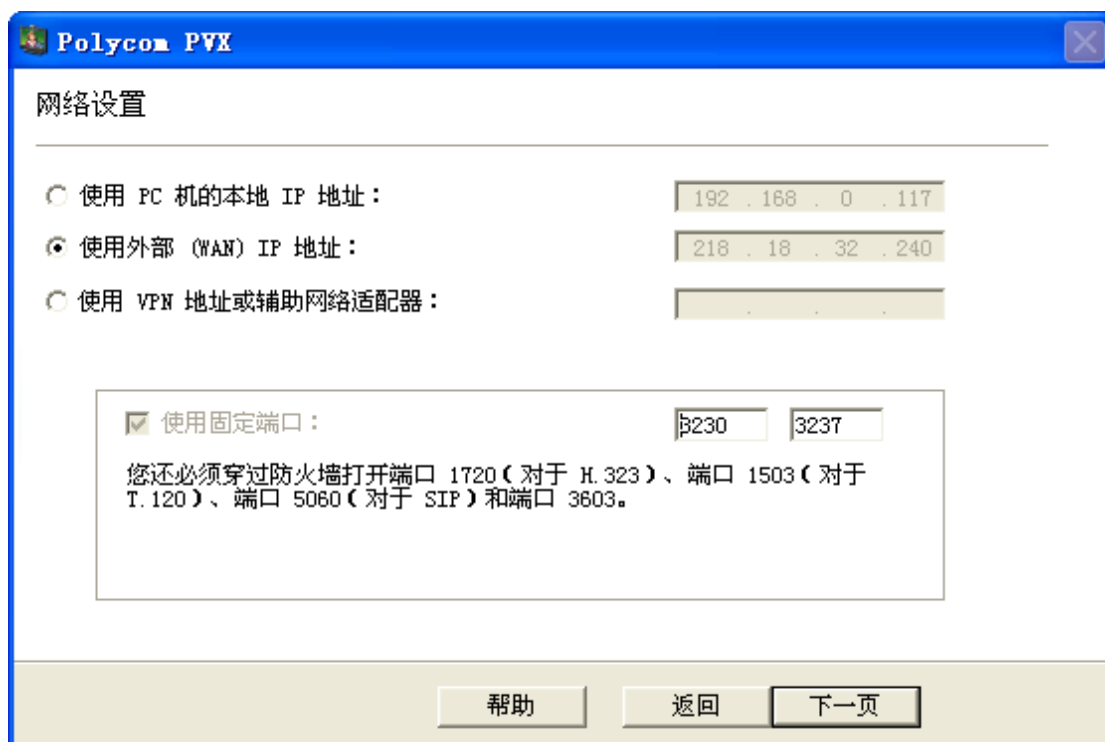 Polycom PVX
网络设置
使用 PC 机的本地 IP 地址： 192 . 168 . 0 . 117
使用外部 (WAN) IP 地址： 218 . 18 . 32 . 240
使用 VPN 地址或辅助网络适配器： . . .
使用固定端口： 3230 3237
您还必须穿过防火墙打开端口 1720（对于 H.323）、端口 1503（对于
T.120）、端口 5060（对于 SIP）和端口 3603。
帮助 返回 下一页